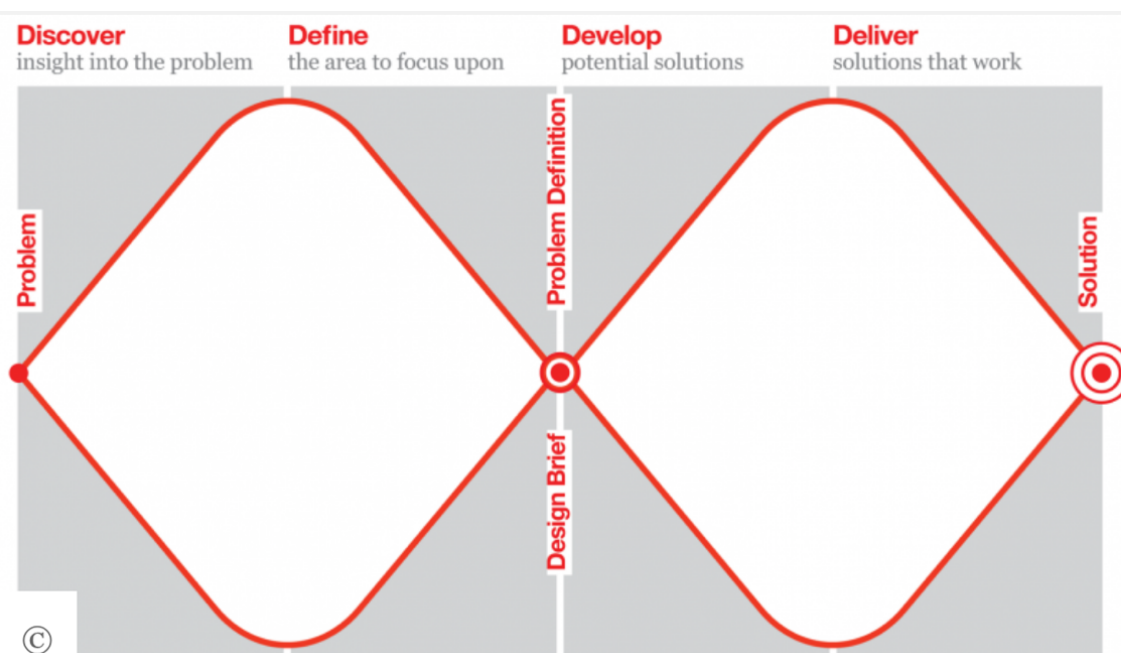 Discover
insight into the problem
Define
the area to focus upon
Develop
potential solutions
Deliver
solutions that work
Problem
Problem Definition
Design Brief
Solution
©